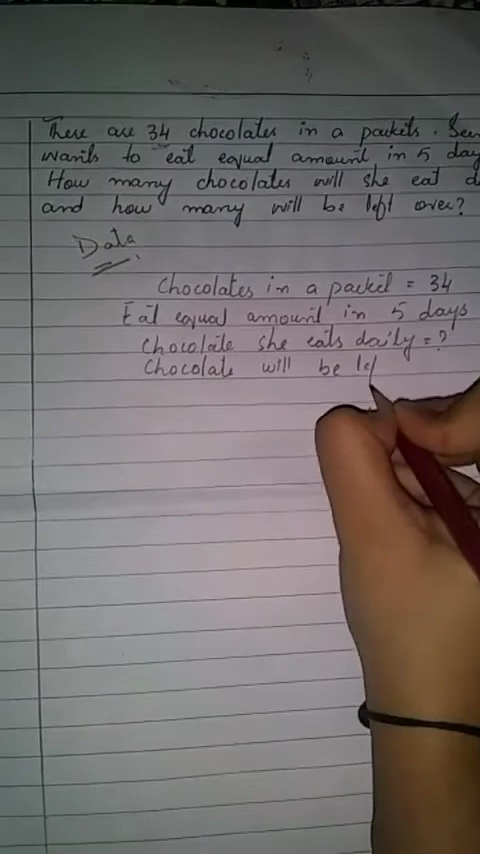 There are 34 chocolates in a packets.
wants to eat equal amount in 5 day
How many chocolates will she eat d
and how many will be left over?
Data
Chocolates in a packet = 34
Eat equal amount in 5 days
Chocolate she eats daily = ?
Chocolate will be lef